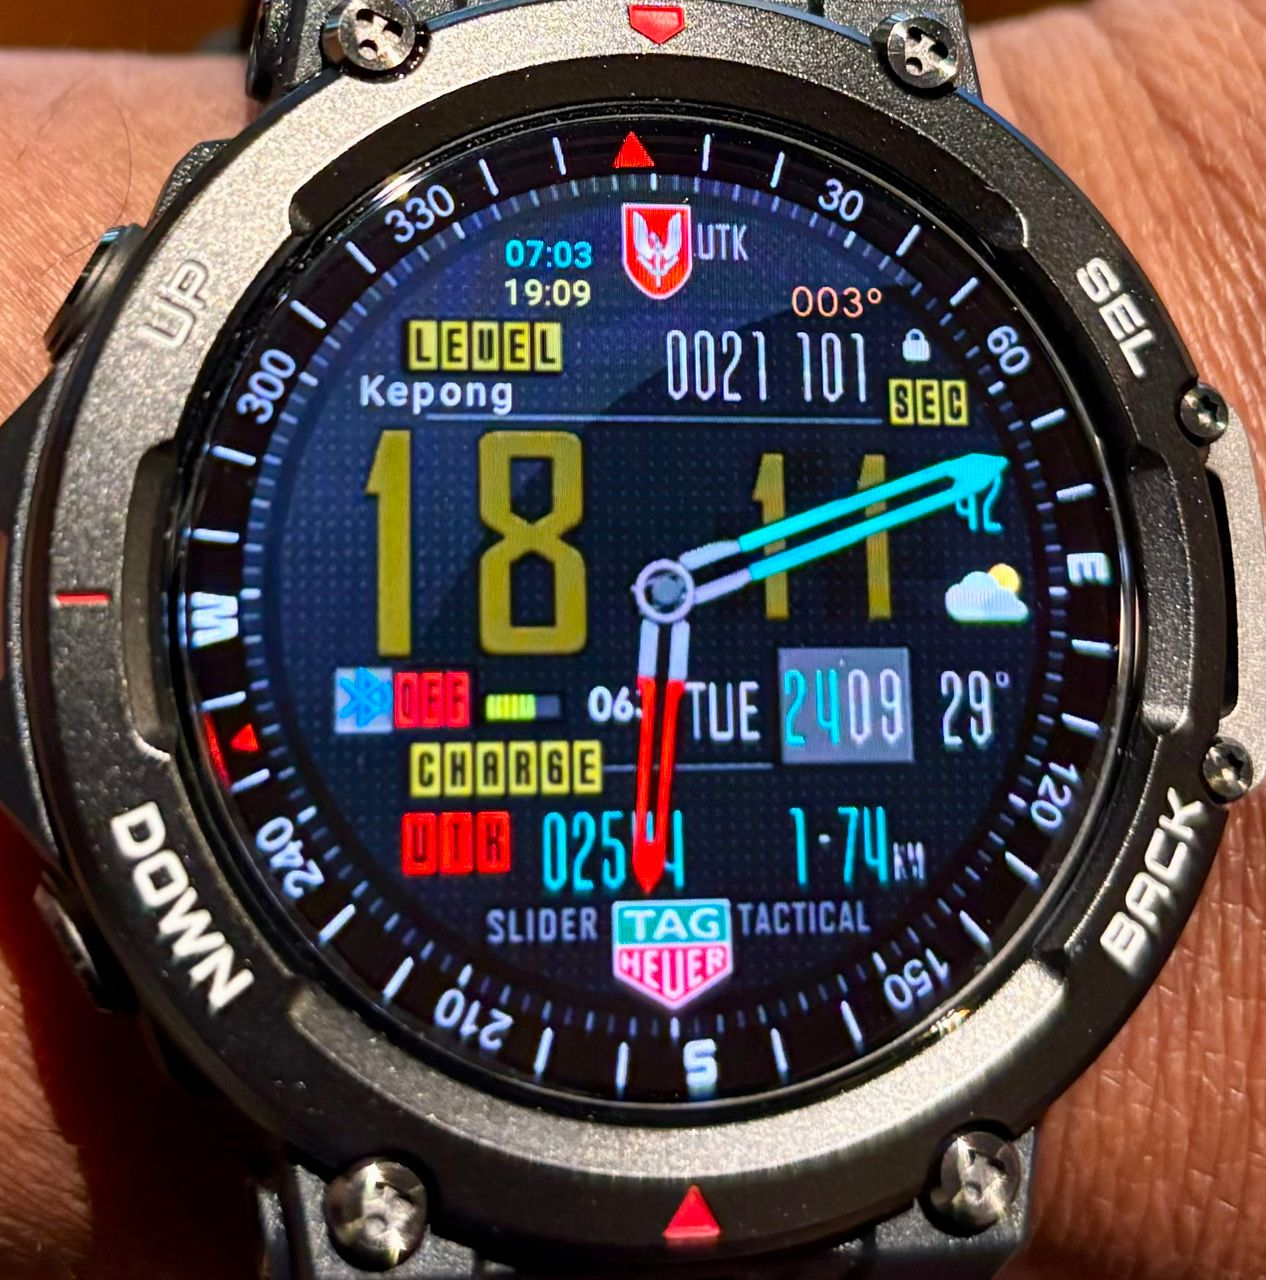 330
30
300
60
W
E
240
120
210
150
S
UP
SEL
DOWN
BACK
07:03
UTK
19:09
003°
LEVEL
0021 101
Kepong
SEC
18 11
42
OFF
TUE 2409 29°
CHARGE
1·74KM
SLIDER TAG TACTICAL
HEUER